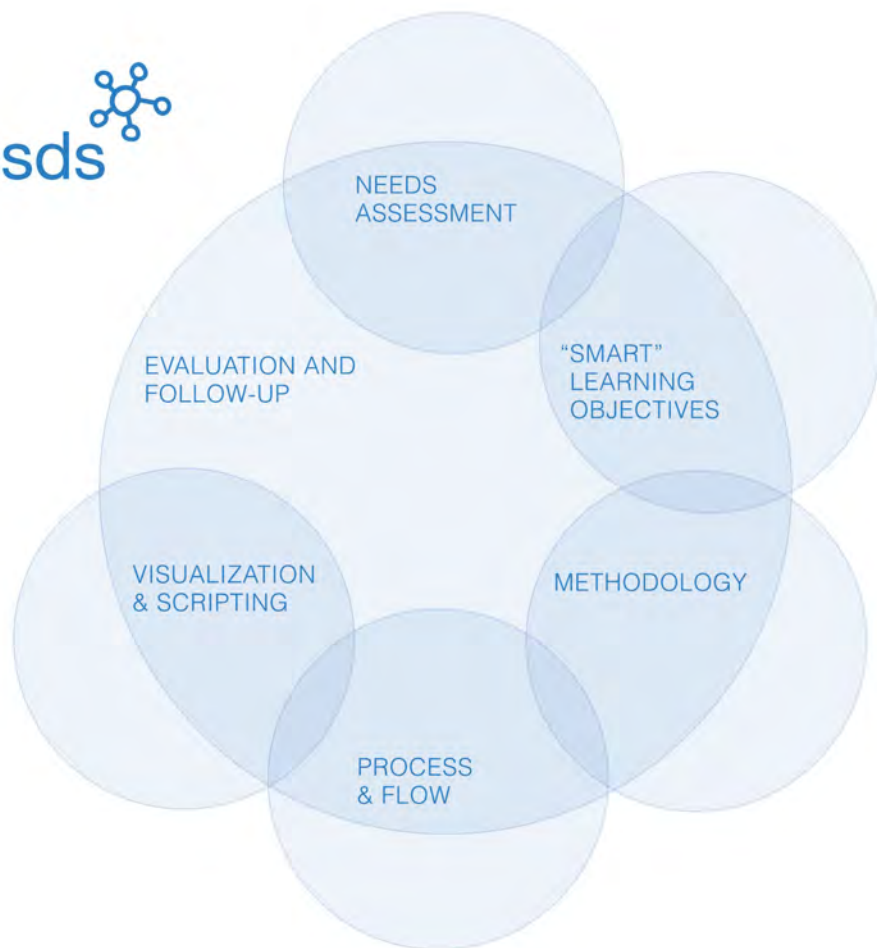 sds
NEEDS
ASSESSMENT
“SMART”
LEARNING
OBJECTIVES
EVALUATION AND
FOLLOW-UP
VISUALIZATION
& SCRIPTING
METHODOLOGY
PROCESS
& FLOW